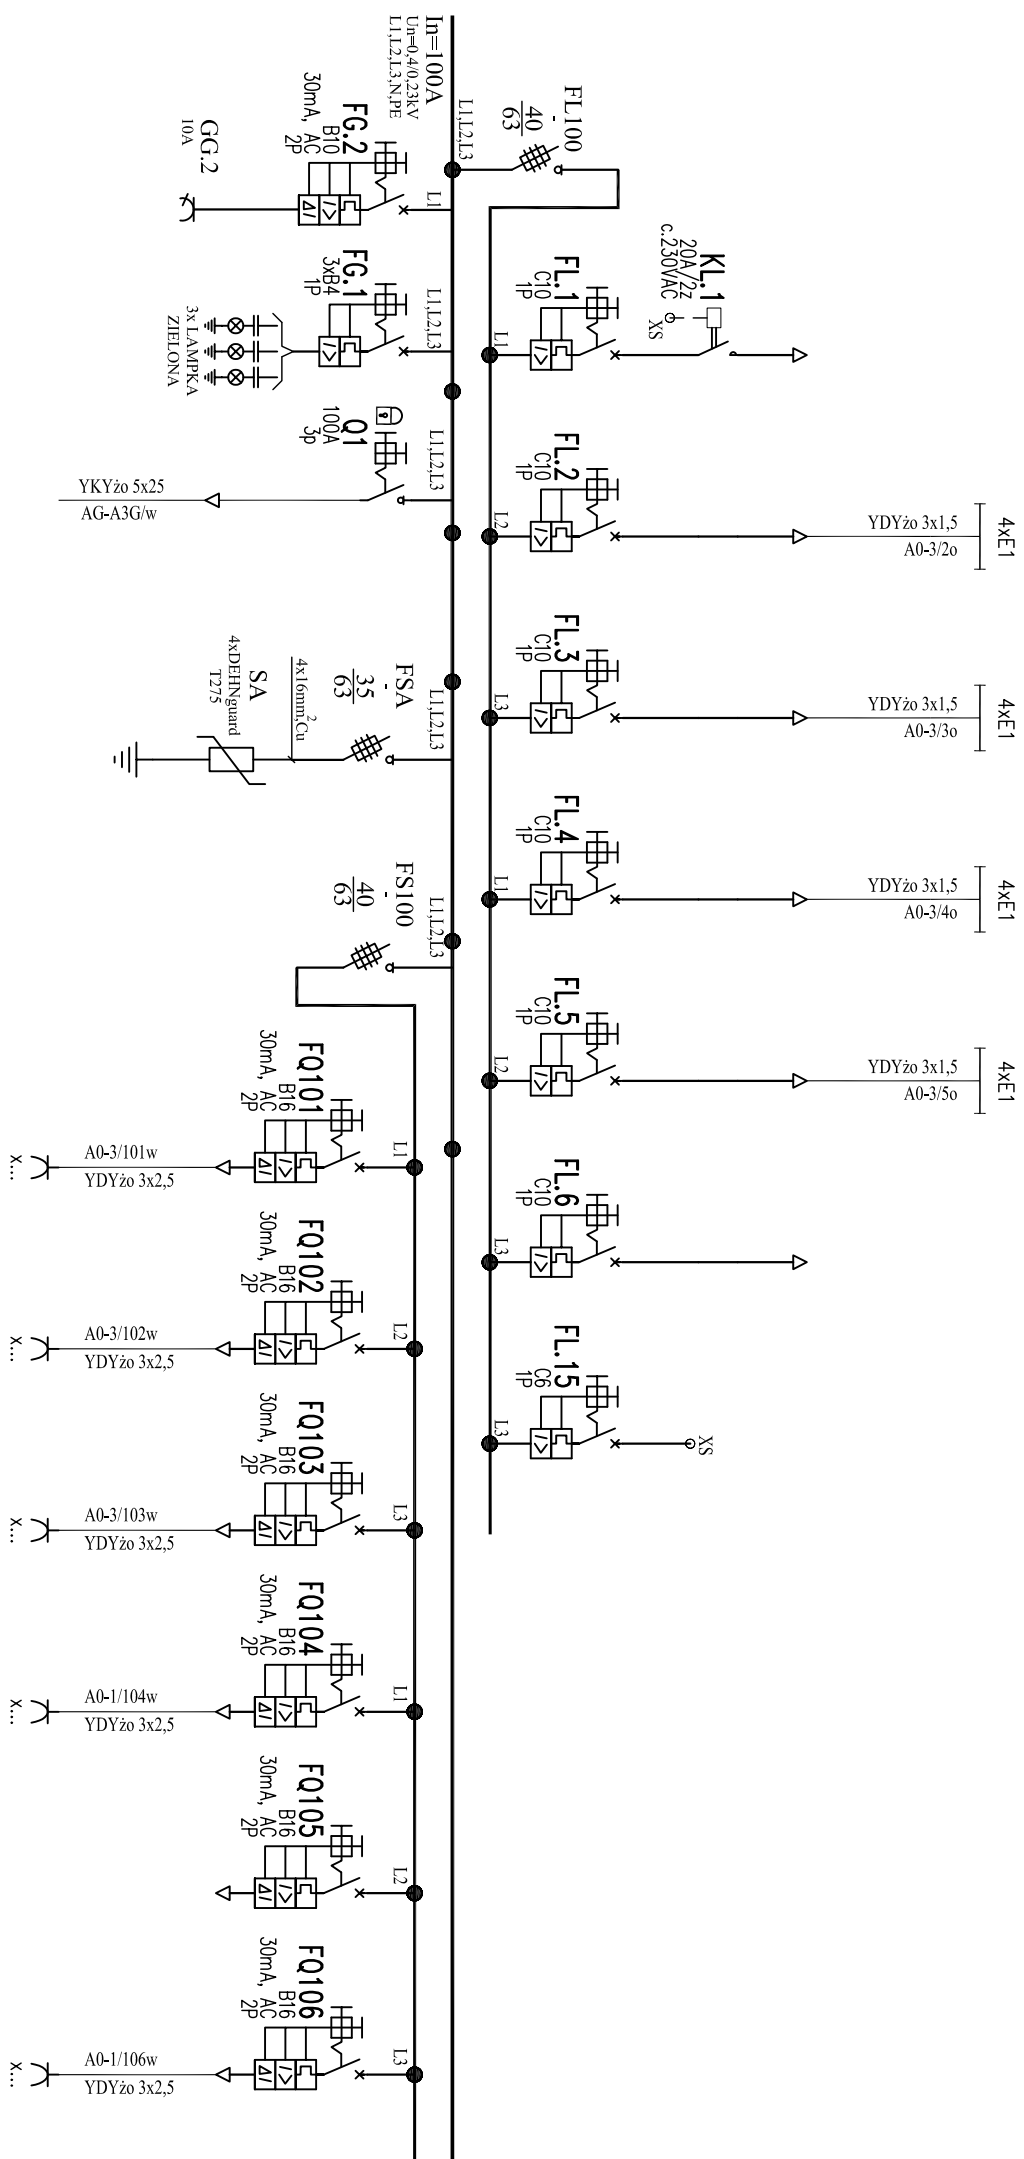 In=100A
Un=0,4/0,23kV
L1,L2,L3,N,PE
FL100
-
40
63
L1,L2,L3
KL.1
20A/2z
c.230VAC
XS
FL.1
C10
1P
L1
FL.2
C10
1P
L2
YDYżo 3x1,5
A0-3/2o
4xE1
FL.3
C10
1P
L3
YDYżo 3x1,5
A0-3/3o
4xE1
FL.4
C10
1P
L1
YDYżo 3x1,5
A0-3/4o
4xE1
FL.5
C10
1P
L2
YDYżo 3x1,5
A0-3/5o
4xE1
FL.6
C10
1P
L3
FL.15
C6
1P
L3
XS
FG.2
B10
30mA, AC
2P
L1
GG.2
10A
FG.1
3xB4
1P
L1,L2,L3
3x LAMPKA
ZIELONA
Q1
100A
3p
L1,L2,L3
YKYżo 5x25
AG-A3G/w
FSA
-
35
63
L1,L2,L3
4x16mm²,Cu
SA
4xDEHNguard
T275
FS100
-
40
63
L1,L2,L3
FQ101
B16
30mA, AC
2P
L1
A0-3/101w
YDYżo 3x2,5
x...
FQ102
B16
30mA, AC
2P
L2
A0-3/102w
YDYżo 3x2,5
x...
FQ103
B16
30mA, AC
2P
L3
A0-3/103w
YDYżo 3x2,5
x...
FQ104
B16
30mA, AC
2P
L1
A0-1/104w
YDYżo 3x2,5
x...
FQ105
B16
30mA, AC
2P
L2
FQ106
B16
30mA, AC
2P
L3
A0-1/106w
YDYżo 3x2,5
x...